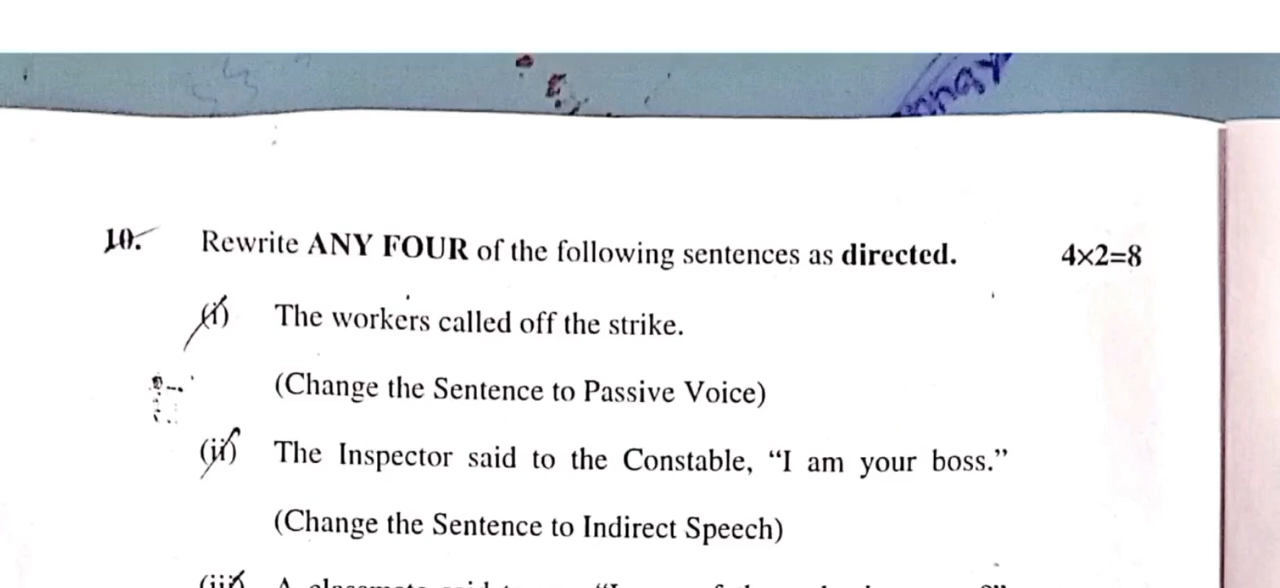 10. Rewrite ANY FOUR of the following sentences as directed. 4×2=8
(i) The workers called off the strike.
(Change the Sentence to Passive Voice)
(ii) The Inspector said to the Constable, “I am your boss.”
(Change the Sentence to Indirect Speech)
(iii)